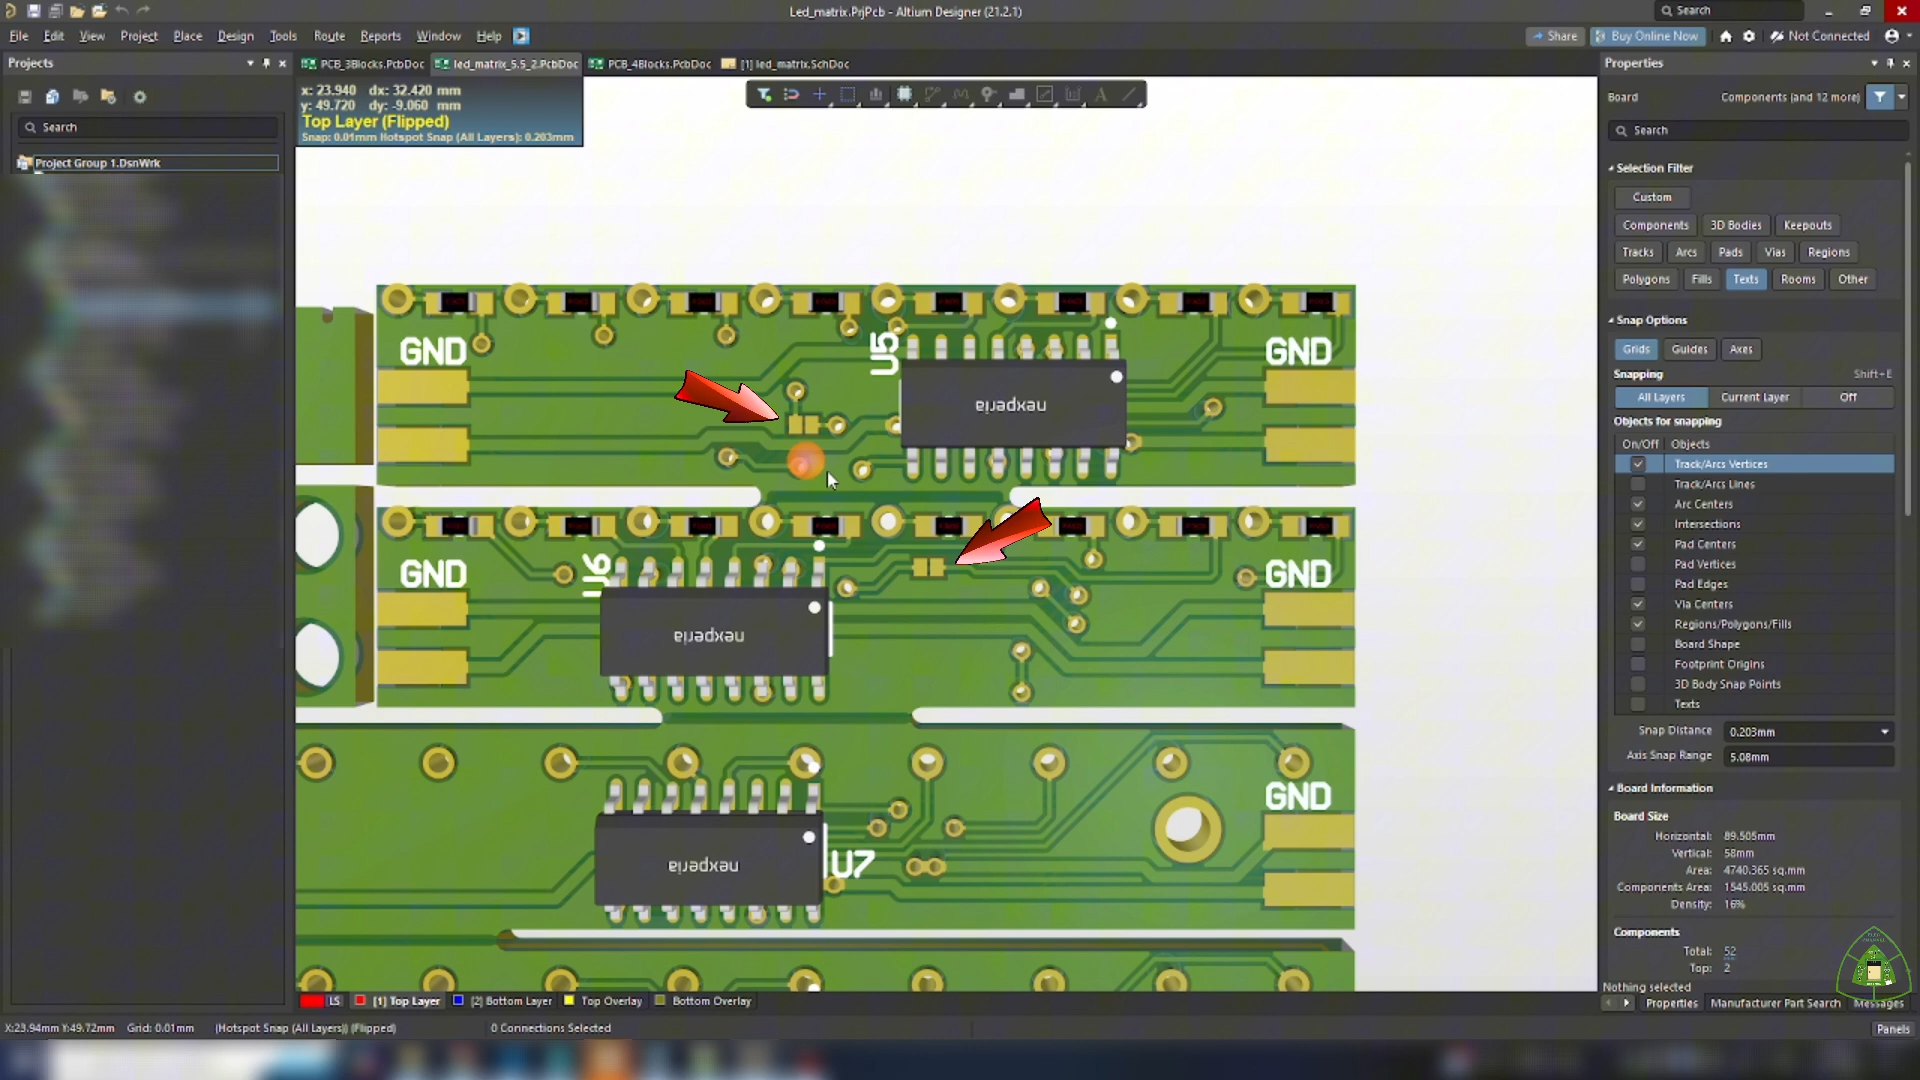 Led_matrix.PrjPcb - Altium Designer (21.2.1)
Search
File Edit View Project Place Design Tools Route Reports Window Help
Share Buy Online Now Not Connected
Projects
PCB_3Blocks.PcbDoc led_matrix_5.5_2.PcbDoc PCB_4Blocks.PcbDoc [1] led_matrix.SchDoc
Properties
x: 23.940 dx: 32.420 mm
y: 49.720 dy: -9.060 mm
Top Layer (Flipped)
Snap: 0.01mm Hotspot Snap (All Layers): 0.203mm
Board Components (and 12 more)
Search
Search
Project Group 1.DsnWrk
Selection Filter
Custom
Components 3D Bodies Keepouts
Tracks Arcs Pads Vias Regions
Polygons Fills Texts Rooms Other
Snap Options
Grids Guides Axes
Snapping Shift+E
All Layers Current Layer Off
Objects for snapping
On/Off Objects
Track/Arcs Vertices
Track/Arcs Lines
Arc Centers
Intersections
Pad Centers
Pad Vertices
Pad Edges
Via Centers
Regions/Polygons/Fills
Board Shape
Footprint Origins
3D Body Snap Points
Texts
Snap Distance 0.203mm
Axis Snap Range 5.08mm
Board Information
Board Size
Horizontal: 89.505mm
Vertical: 58mm
Area: 4740.365 sq.mm
Components Area: 1545.005 sq.mm
Density: 16%
Components
Total: 52
Top: 2
Nothing selected
Properties Manufacturer Part Search Messages
GND U5 GND
nexperia
GND U6 GND
nexperia
GND
nexperia U7
LS [1] Top Layer [2] Bottom Layer Top Overlay Bottom Overlay
X:23.94mm Y:49.72mm Grid: 0.01mm (Hotspot Snap (All Layers)) (Flipped) 0 Connections Selected
Panels